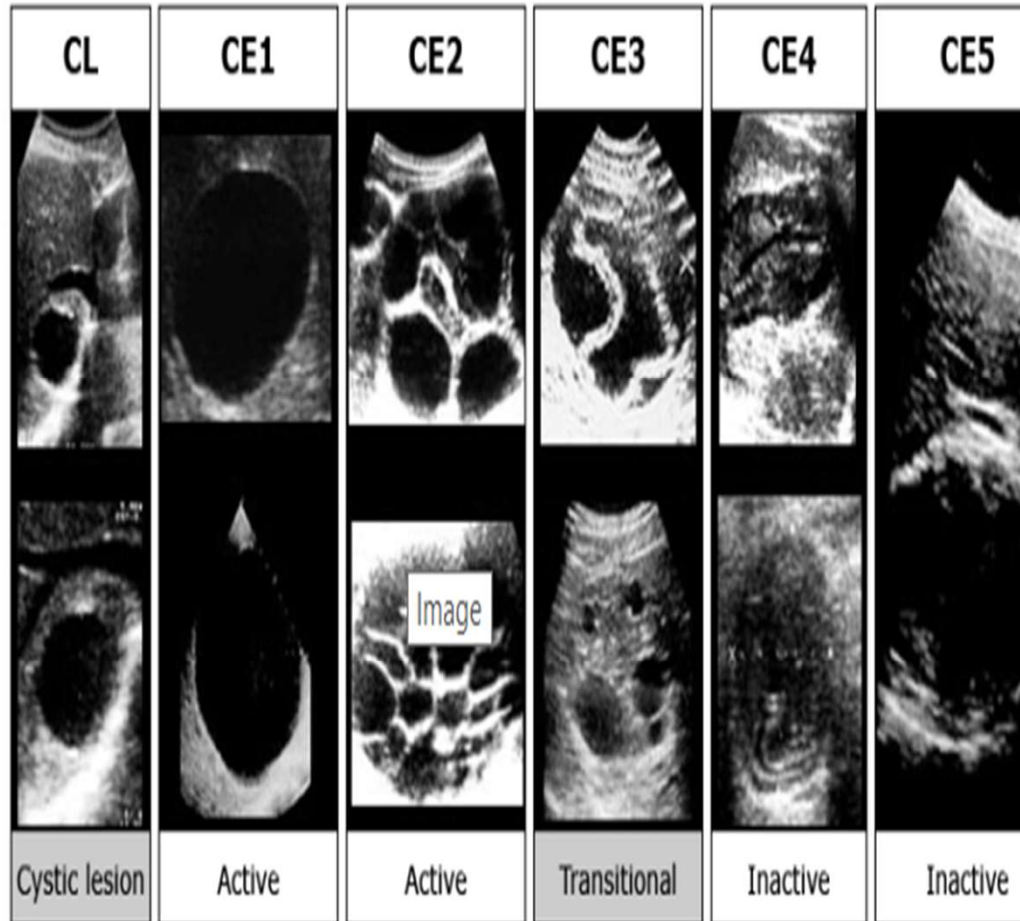 CL
CE1
CE2
CE3
CE4
CE5
Image
Cystic lesion
Active
Active
Transitional
Inactive
Inactive